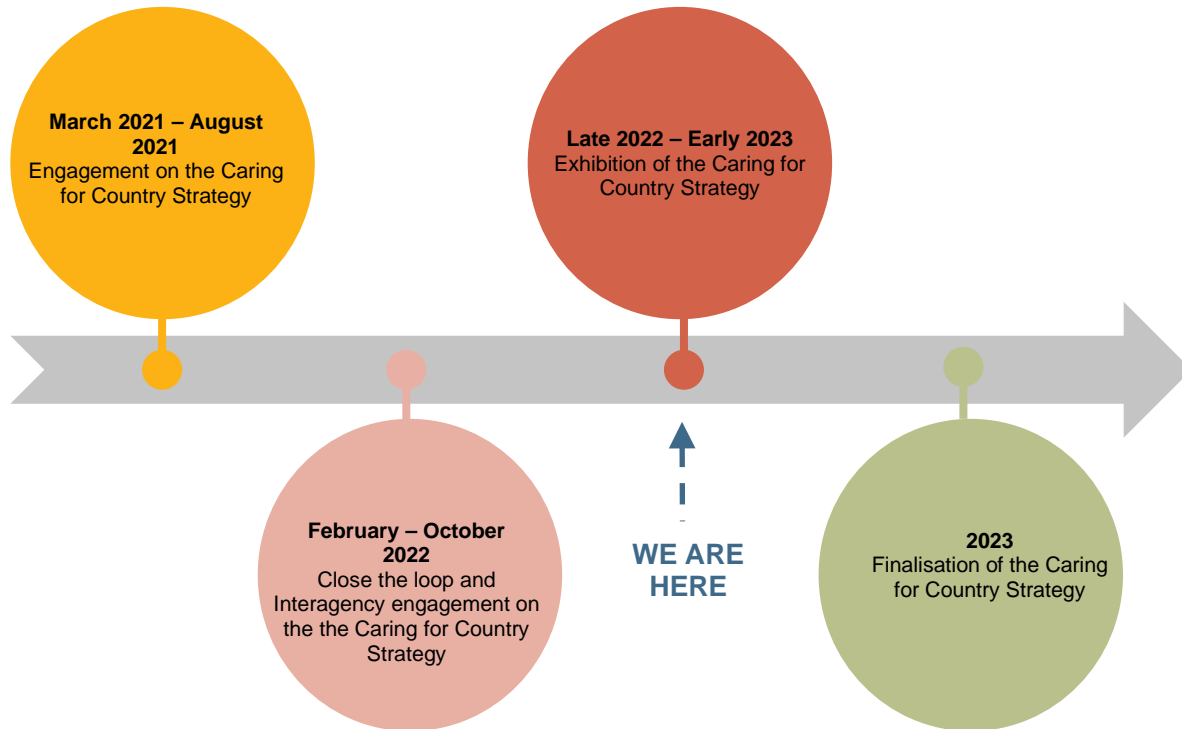 March 2021 – August
2021
Engagement on the Caring
for Country Strategy
Late 2022 – Early 2023
Exhibition of the Caring for
Country Strategy
February – October
2022
Close the loop and
Interagency engagement on
the the Caring for Country
Strategy
WE ARE
HERE
2023
Finalisation of the Caring
for Country Strategy